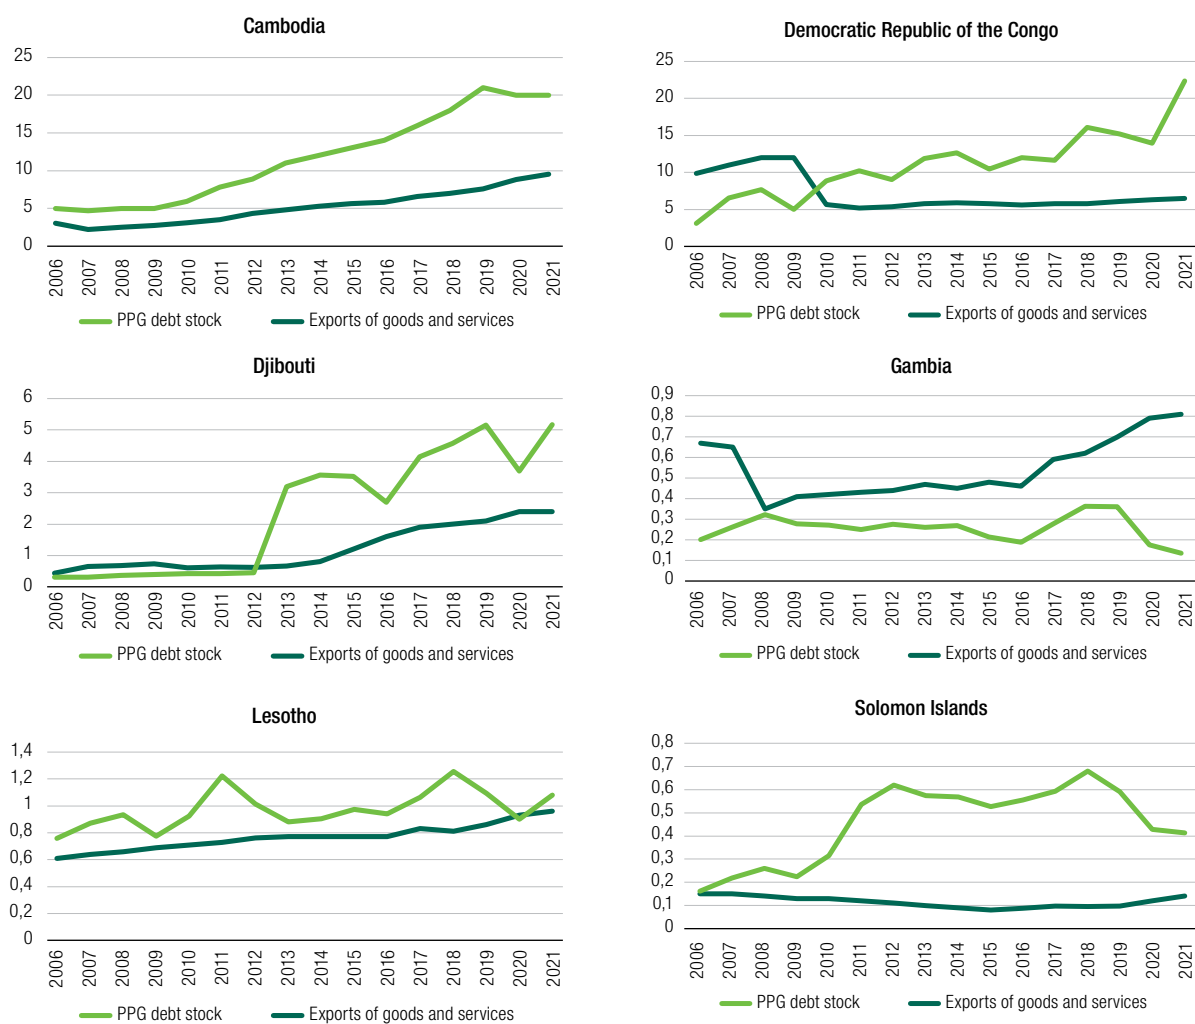 Cambodia
25
20
15
10
5
0
2006 2007 2008 2009 2010 2011 2012 2013 2014 2015 2016 2017 2018 2019 2020 2021
PPG debt stock Exports of goods and services
Democratic Republic of the Congo
25
20
15
10
5
0
2006 2007 2008 2009 2010 2011 2012 2013 2014 2015 2016 2017 2018 2019 2020 2021
PPG debt stock Exports of goods and services
Djibouti
6
5
4
3
2
1
0
2006 2007 2008 2009 2010 2011 2012 2013 2014 2015 2016 2017 2018 2019 2020 2021
PPG debt stock Exports of goods and services
Gambia
0,9
0,8
0,7
0,6
0,5
0,4
0,3
0,2
0,1
0
2006 2007 2008 2009 2010 2011 2012 2013 2014 2015 2016 2017 2018 2019 2020 2021
PPG debt stock Exports of goods and services
Lesotho
1,4
1,2
1
0,8
0,6
0,4
0,2
0
2006 2007 2008 2009 2010 2011 2012 2013 2014 2015 2016 2017 2018 2019 2020 2021
PPG debt stock Exports of goods and services
Solomon Islands
0,8
0,7
0,6
0,5
0,4
0,3
0,2
0,1
0
2006 2007 2008 2009 2010 2011 2012 2013 2014 2015 2016 2017 2018 2019 2020 2021
PPG debt stock Exports of goods and services